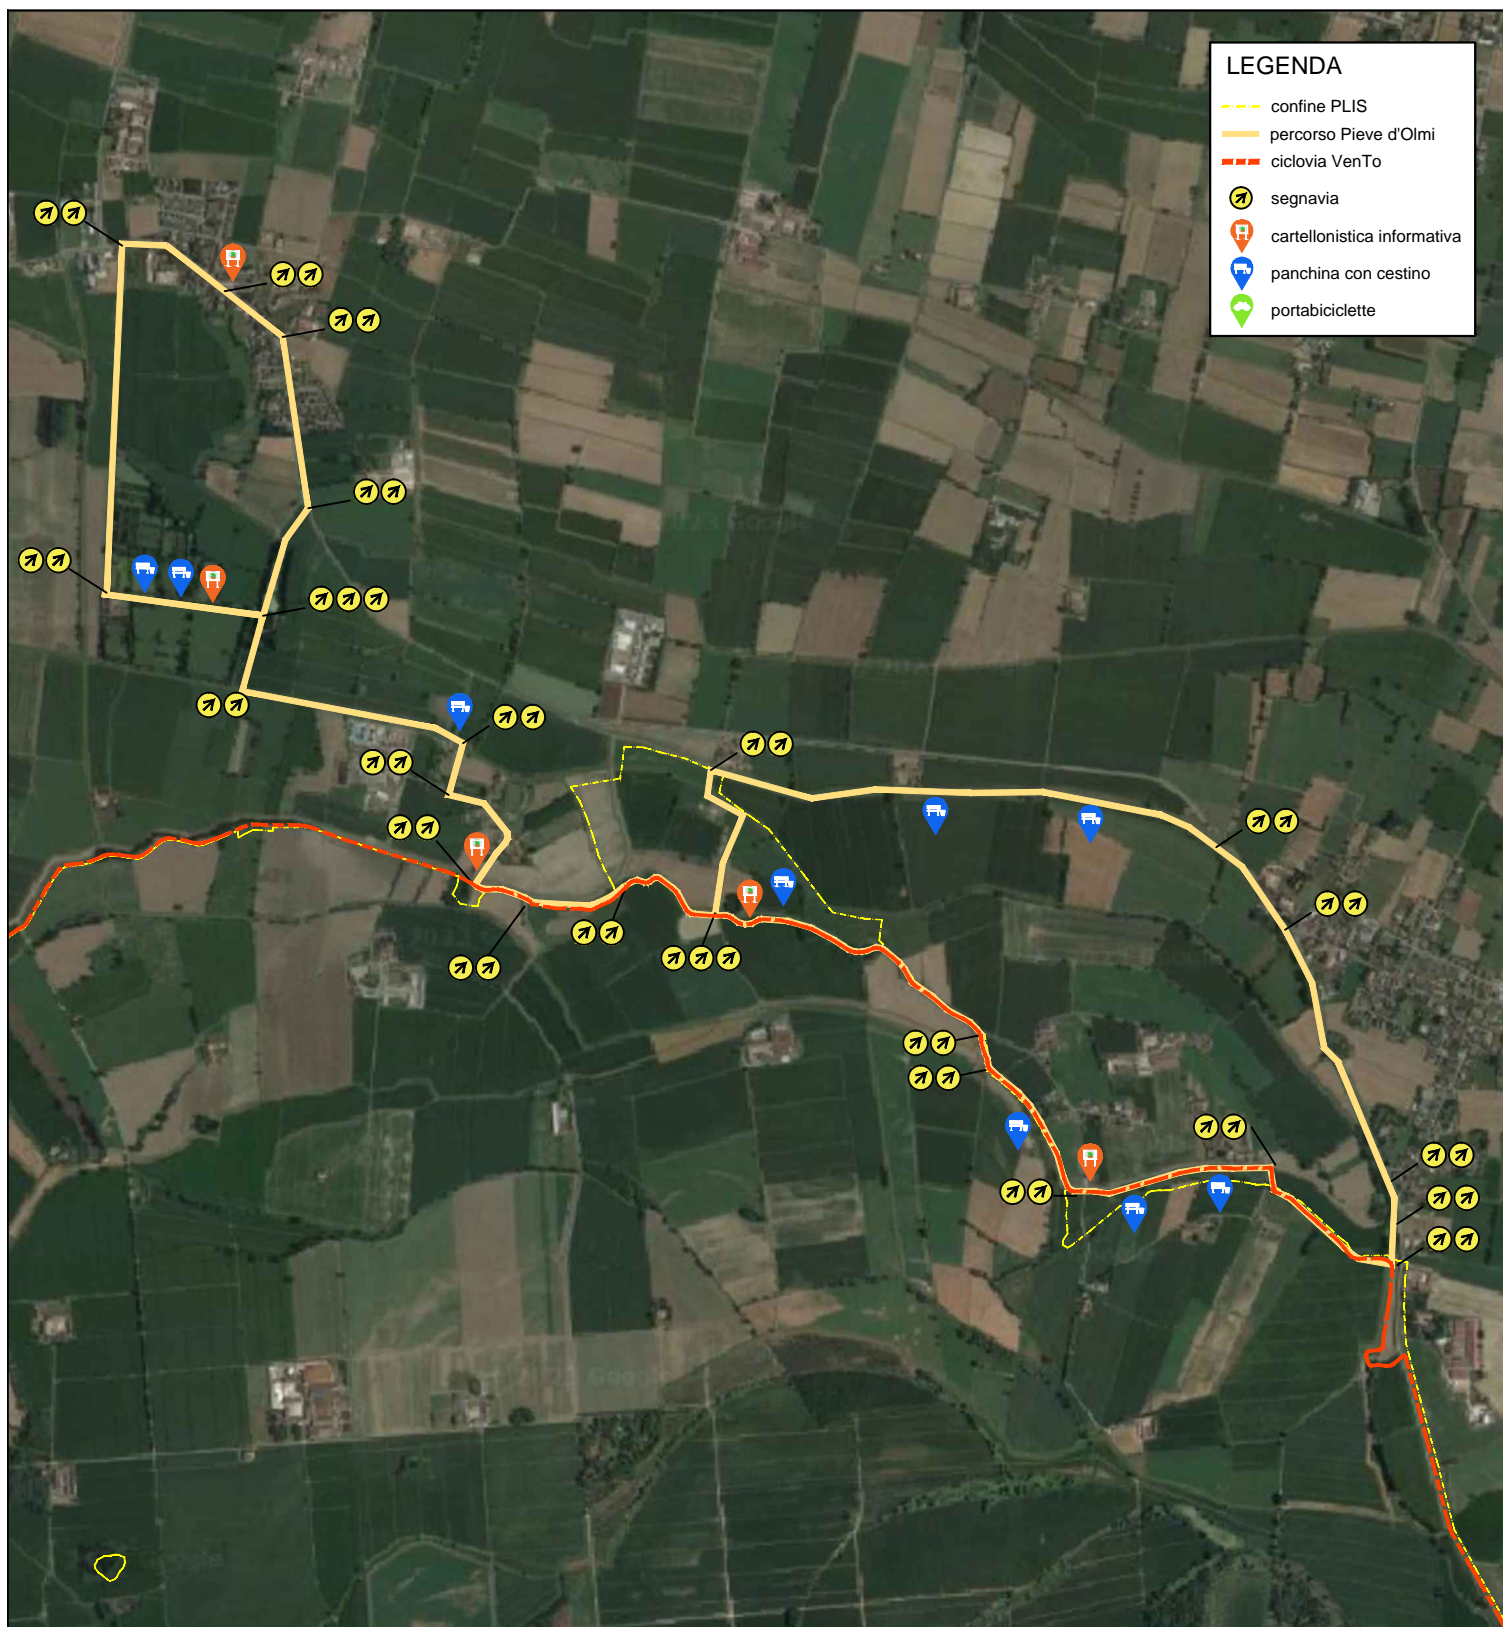 LEGENDA
confine PLIS
percorso Pieve d'Olmi
ciclovia VenTo
segnavia
cartellonistica informativa
panchina con cestino
portabiciclette